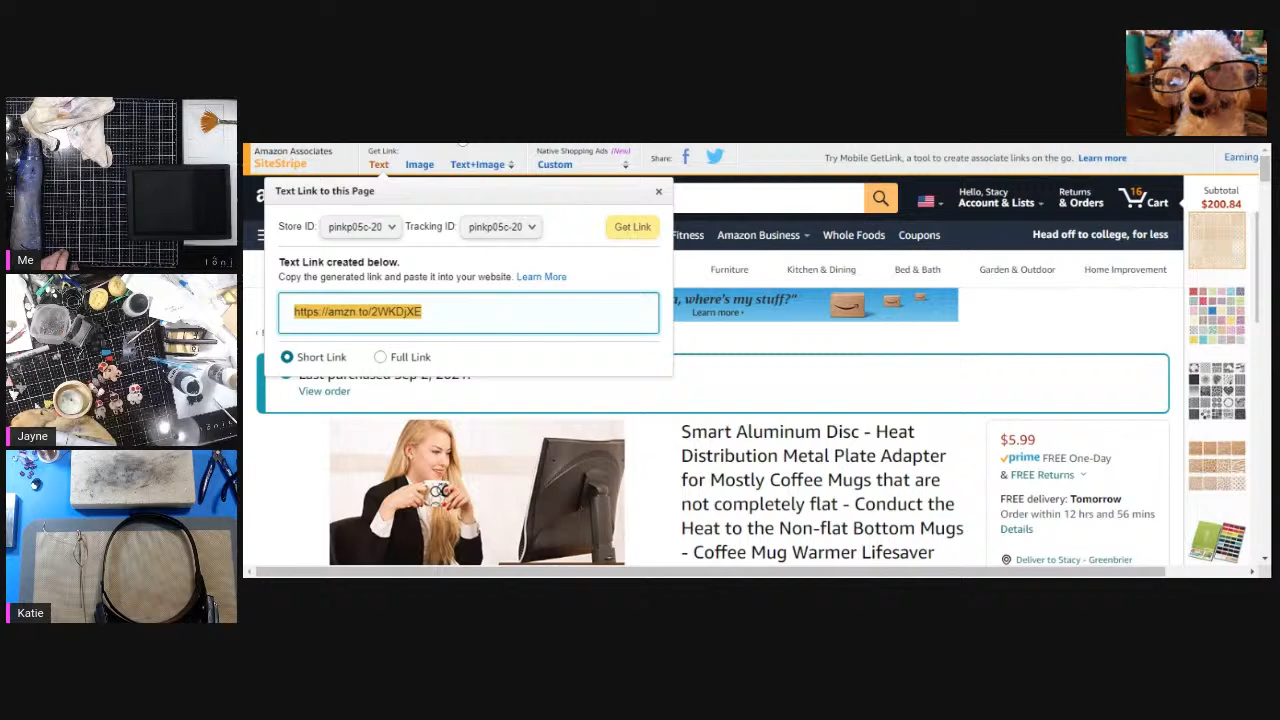 Me
Jayne
Katie
Amazon Associates
SiteStripe
Get Link:
Text
Image
Text+Image
Native Shopping Ads (New!)
Custom
Share:
Try Mobile GetLink, a tool to create associate links on the go. Learn more
Earning
Text Link to this Page
Store ID: pinkp05c-20 Tracking ID: pinkp05c-20 Get Link
Text Link created below.
Copy the generated link and paste it into your website. Learn More
https://amzn.to/2WKDjXE
Short Link Full Link
Hello, Stacy
Account & Lists
Returns
& Orders
16
Cart
Subtotal
$200.84
Fitness Amazon Business Whole Foods Coupons
Head off to college, for less
Furniture Kitchen & Dining Bed & Bath Garden & Outdoor Home Improvement
, where's my stuff?"
Learn more
Last purchased Sep 2, 2021.
View order
Smart Aluminum Disc - Heat
Distribution Metal Plate Adapter
for Mostly Coffee Mugs that are
not completely flat - Conduct the
Heat to the Non-flat Bottom Mugs
- Coffee Mug Warmer Lifesaver
$5.99
prime FREE One-Day
& FREE Returns
FREE delivery: Tomorrow
Order within 12 hrs and 56 mins
Details
Deliver to Stacy - Greenbrier